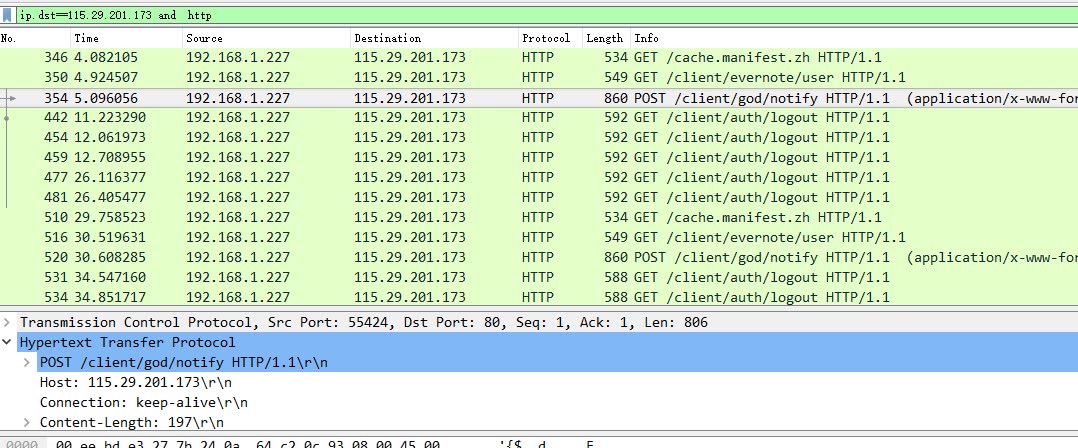 ip.dst==115.29.201.173 and http
No. Time Source Destination Protocol Length Info
346 4.082105 192.168.1.227 115.29.201.173 HTTP 534 GET /cache.manifest.zh HTTP/1.1
350 4.924507 192.168.1.227 115.29.201.173 HTTP 549 GET /client/evernote/user HTTP/1.1
354 5.096056 192.168.1.227 115.29.201.173 HTTP 860 POST /client/god/notify HTTP/1.1 (application/x-www-for
442 11.223290 192.168.1.227 115.29.201.173 HTTP 592 GET /client/auth/logout HTTP/1.1
454 12.061973 192.168.1.227 115.29.201.173 HTTP 592 GET /client/auth/logout HTTP/1.1
459 12.708955 192.168.1.227 115.29.201.173 HTTP 592 GET /client/auth/logout HTTP/1.1
477 26.116377 192.168.1.227 115.29.201.173 HTTP 592 GET /client/auth/logout HTTP/1.1
481 26.405477 192.168.1.227 115.29.201.173 HTTP 592 GET /client/auth/logout HTTP/1.1
510 29.758523 192.168.1.227 115.29.201.173 HTTP 534 GET /cache.manifest.zh HTTP/1.1
516 30.519631 192.168.1.227 115.29.201.173 HTTP 549 GET /client/evernote/user HTTP/1.1
520 30.608285 192.168.1.227 115.29.201.173 HTTP 860 POST /client/god/notify HTTP/1.1 (application/x-www-for
531 34.547160 192.168.1.227 115.29.201.173 HTTP 588 GET /client/auth/logout HTTP/1.1
534 34.851717 192.168.1.227 115.29.201.173 HTTP 588 GET /client/auth/logout HTTP/1.1
Transmission Control Protocol, Src Port: 55424, Dst Port: 80, Seq: 1, Ack: 1, Len: 806
Hypertext Transfer Protocol
POST /client/god/notify HTTP/1.1\r\n
Host: 115.29.201.173\r\n
Connection: keep-alive\r\n
Content-Length: 197\r\n
0000 00 ee bd e3 27 7b 24 0a 64 c2 0c 93 08 00 45 00